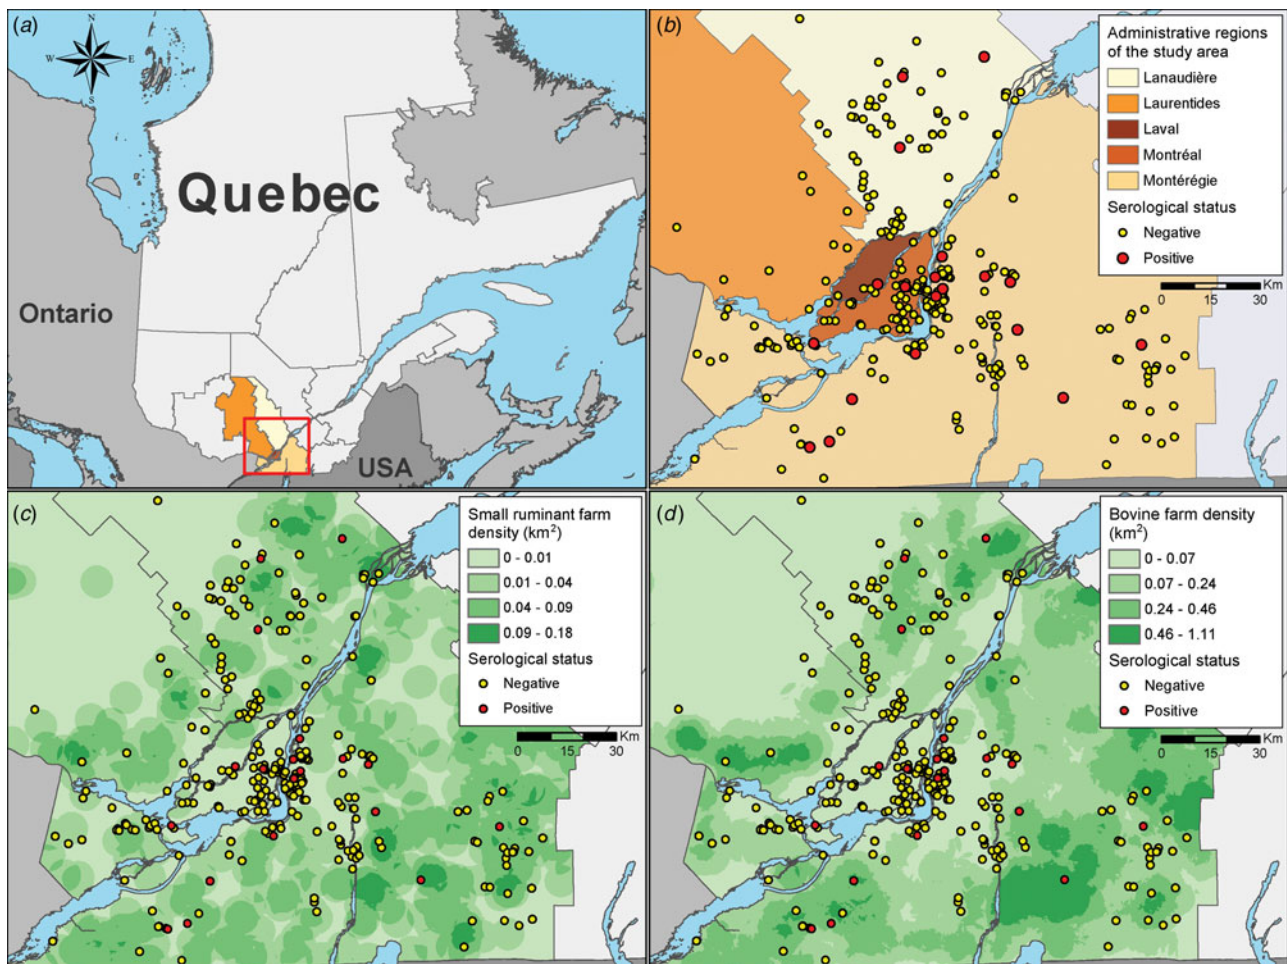 (a)
N
W
E
S
Quebec
Ontario
USA
(b)
Administrative regions
of the study area
Lanaudière
Laurentides
Laval
Montréal
Montérégie
Serological status
Negative
Positive
Km
0 15 30
(c)
Small ruminant farm
density (km²)
0 - 0.01
0.01 - 0.04
0.04 - 0.09
0.09 - 0.18
Serological status
Negative
Positive
Km
0 15 30
(d)
Bovine farm density
(km²)
0 - 0.07
0.07 - 0.24
0.24 - 0.46
0.46 - 1.11
Serological status
Negative
Positive
Km
0 15 30